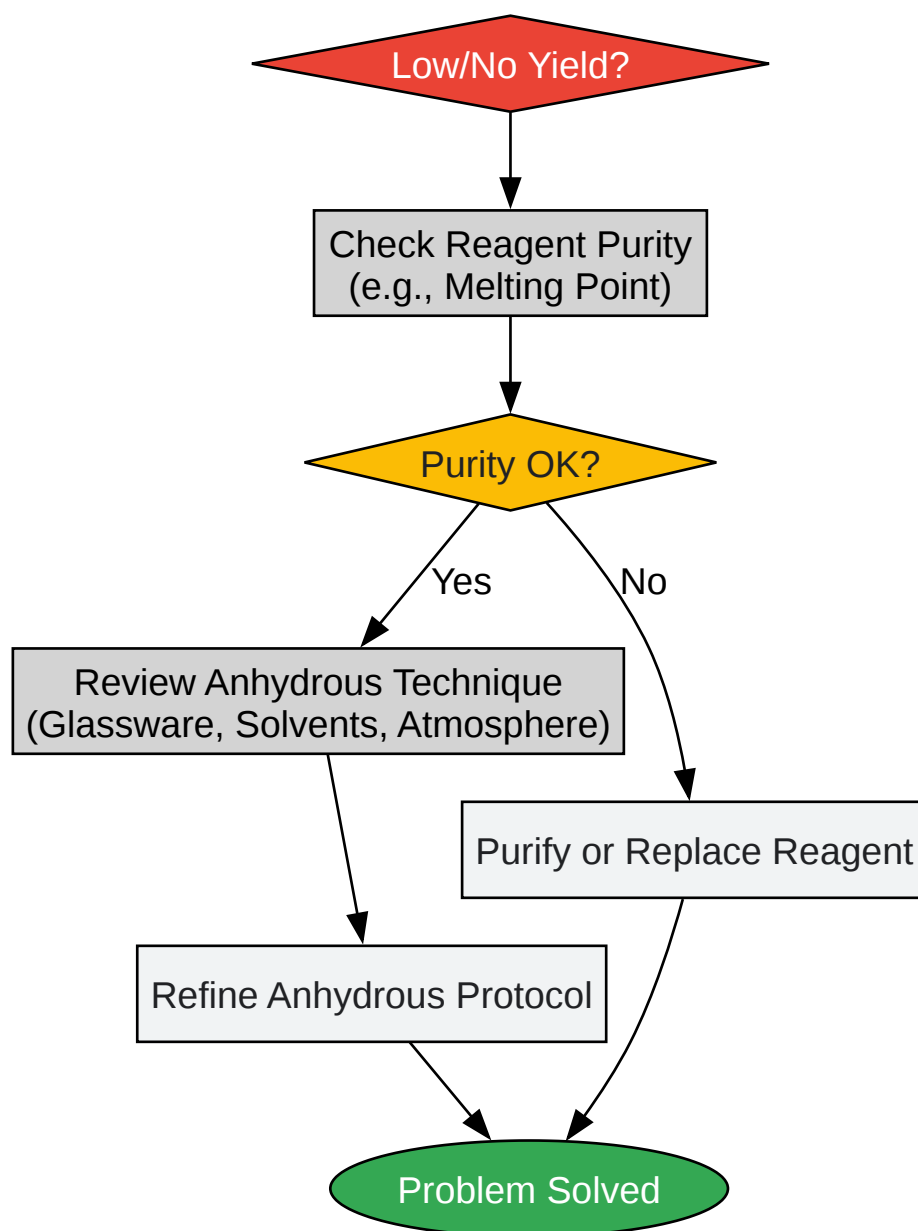 Low/No Yield?
Check Reagent Purity
(e.g., Melting Point)
Purity OK?
Yes
No
Review Anhydrous Technique
(Glassware, Solvents, Atmosphere)
Purify or Replace Reagent
Refine Anhydrous Protocol
Problem Solved